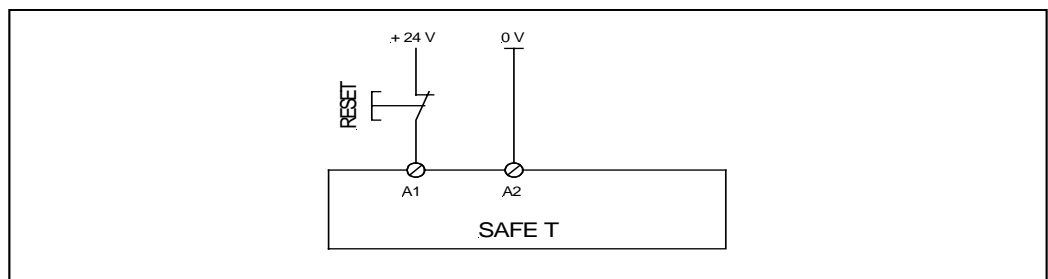 + 24 V
0 V
RESET
A1
A2
SAFE T